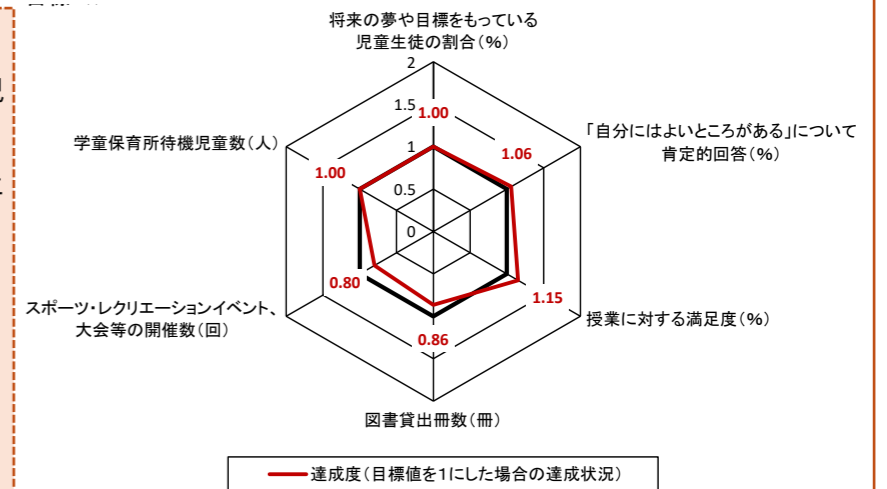 将来の夢や目標をもっている
児童生徒の割合(%)
2
1.5
1.00
学童保育所待機児童数(人)
「自分にはよいところがある」について
肯定的回答(%)
1.06
1
1.00
0.5
0
0.80
1.15
スポーツ・レクリエーションイベント、
大会等の開催数(回)
授業に対する満足度(%)
0.86
図書貸出冊数(冊)
達成度(目標値を1にした場合の達成状況)